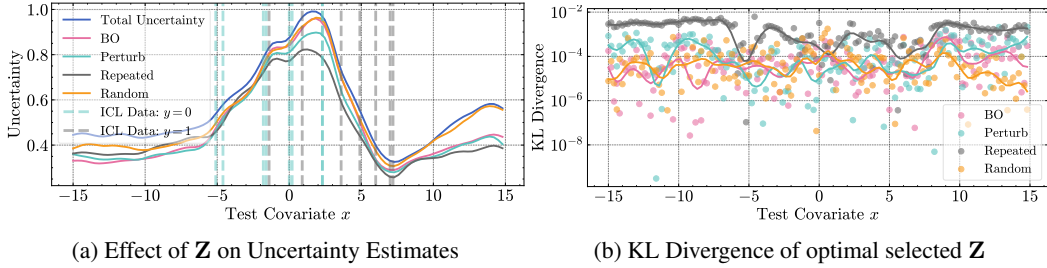 1.0
0.8
0.6
0.4
Uncertainty
Total Uncertainty
BO
Perturb
Repeated
Random
ICL Data: y = 0
ICL Data: y = 1
−15 −10 −5 0 5 10 15
Test Covariate x
(a) Effect of Z on Uncertainty Estimates
10⁻²
10⁻⁴
10⁻⁶
10⁻⁸
KL Divergence
BO
Perturb
Repeated
Random
−15 −10 −5 0 5 10 15
Test Covariate x
(b) KL Divergence of optimal selected Z